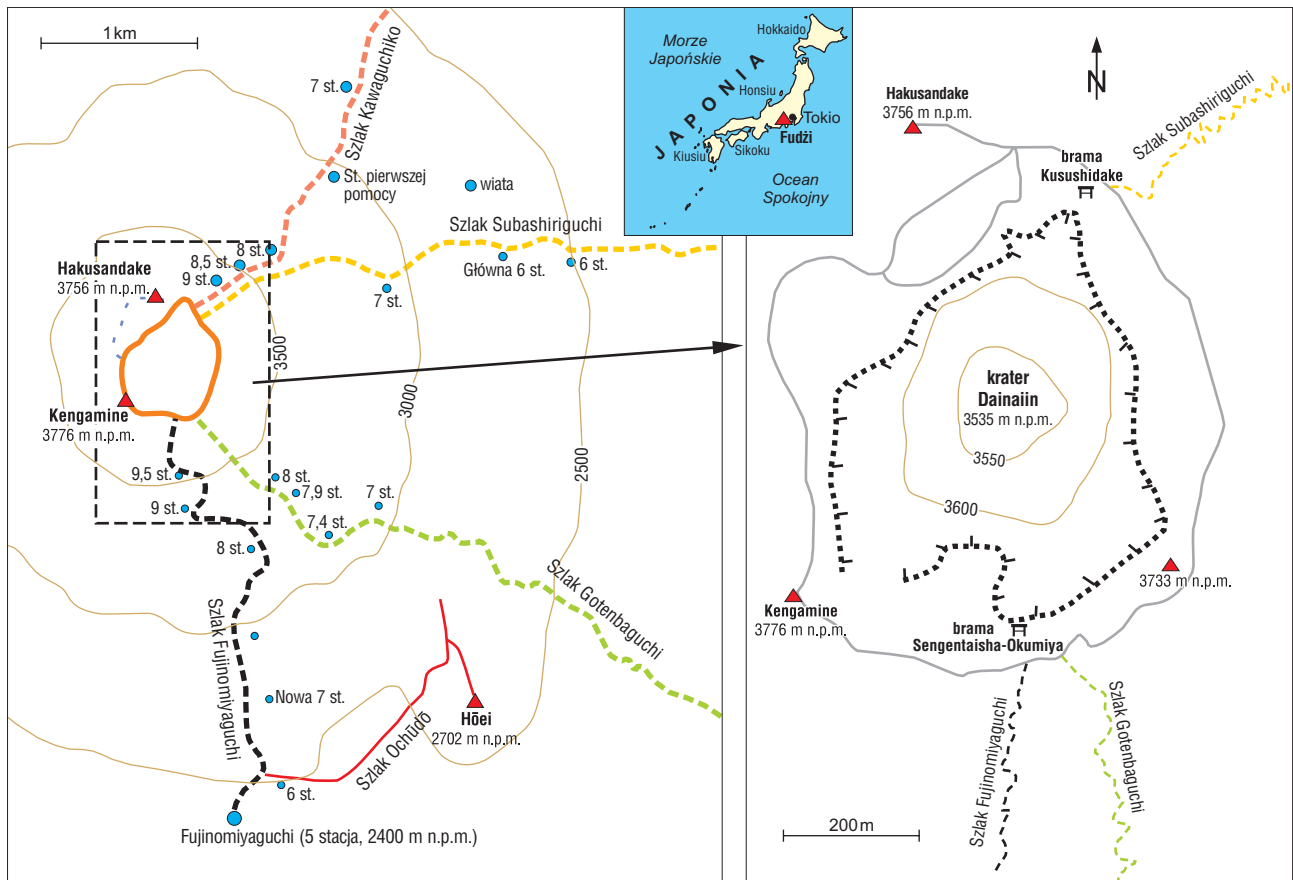 1 km
7 st.
Szlak Kawaguchiko
St. pierwszej
pomocy
wiata
Szlak Subashiriguchi
8 st.
8,5 st.
9 st.
Główna 6 st.
6 st.
7 st.
Hakusandake
3756 m n.p.m.
3500
3000
2500
Kengamine
3776 m n.p.m.
9,5 st.
8 st.
7,9 st.
7 st.
9 st.
7,4 st.
8 st.
Szlak Gotenbaguchi
Szlak Fujinomiyaguchi
Nowa 7 st.
Hōei
2702 m n.p.m.
Szlak Ochūdō
6 st.
Fujinomiyaguchi (5 stacja, 2400 m n.p.m.)
Morze
Japońskie
Hokkaido
JAPONIA
Honsiu
Tokio
Fudżi
Kiusiu
Sikoku
Ocean
Spokojny
N
Hakusandake
3756 m n.p.m.
Szlak Subashiriguchi
brama
Kusushidake
krater
Dainaiin
3535 m n.p.m.
3550
3600
3733 m n.p.m.
Kengamine
3776 m n.p.m.
brama
Sengentaisha-Okumiya
Szlak Fujinomiyaguchi
Szlak Gotenbaguchi
200 m